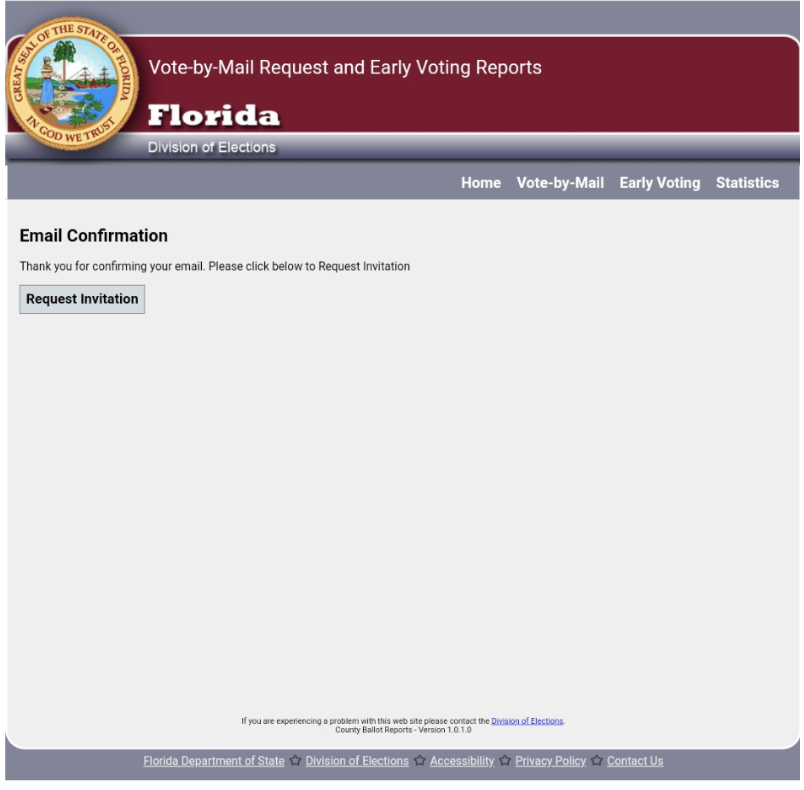 GREAT SEAL OF THE STATE OF FLORIDA
IN GOD WE TRUST
Vote-by-Mail Request and Early Voting Reports
Florida
Division of Elections
Home Vote-by-Mail Early Voting Statistics
Email Confirmation
Thank you for confirming your email. Please click below to Request Invitation
Request Invitation
If you are experiencing a problem with this web site please contact the Division of Elections.
County Ballot Reports - Version 1.0.1.0
Florida Department of State ☆ Division of Elections ☆ Accessibility ☆ Privacy Policy ☆ Contact Us